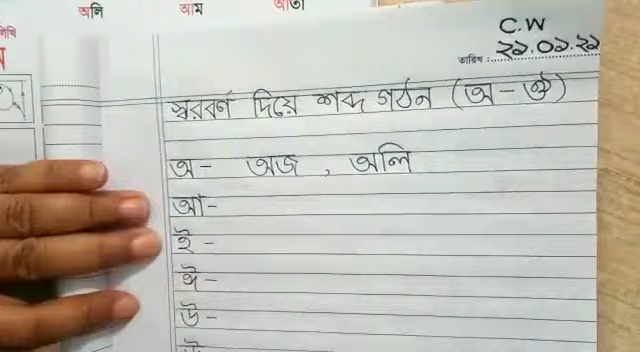 অলি আম আতা
C.W
তারিখ : ২৯.০১.২১
স্বরবর্ণ দিয়ে শব্দ গঠন (অ - ঔ)
অ - অজ , অলি
আ -
ই -
ঈ -
উ -